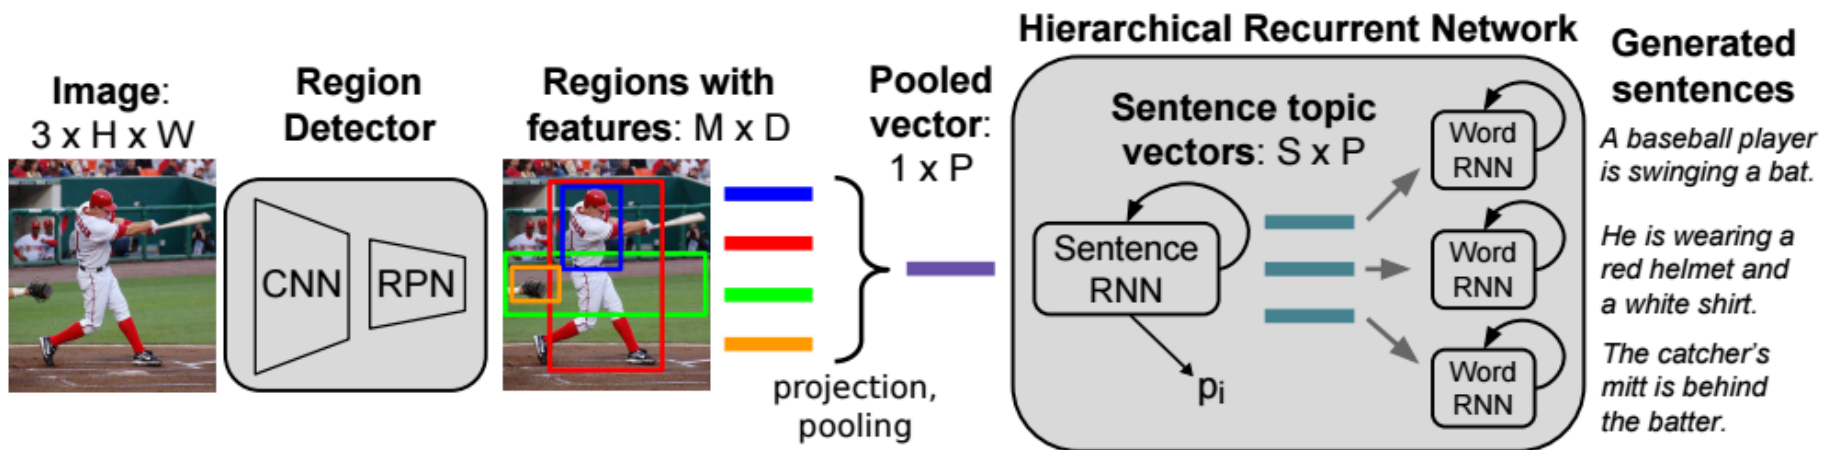 Image:
3 x H x W
Region
Detector
CNN
RPN
Regions with
features: M x D
projection,
pooling
Pooled
vector:
1 x P
Hierarchical Recurrent Network
Sentence topic
vectors: S x P
Sentence
RNN
pi
Word
RNN
Word
RNN
Word
RNN
Generated
sentences
A baseball player
is swinging a bat.
He is wearing a
red helmet and
a white shirt.
The catcher's
mitt is behind
the batter.